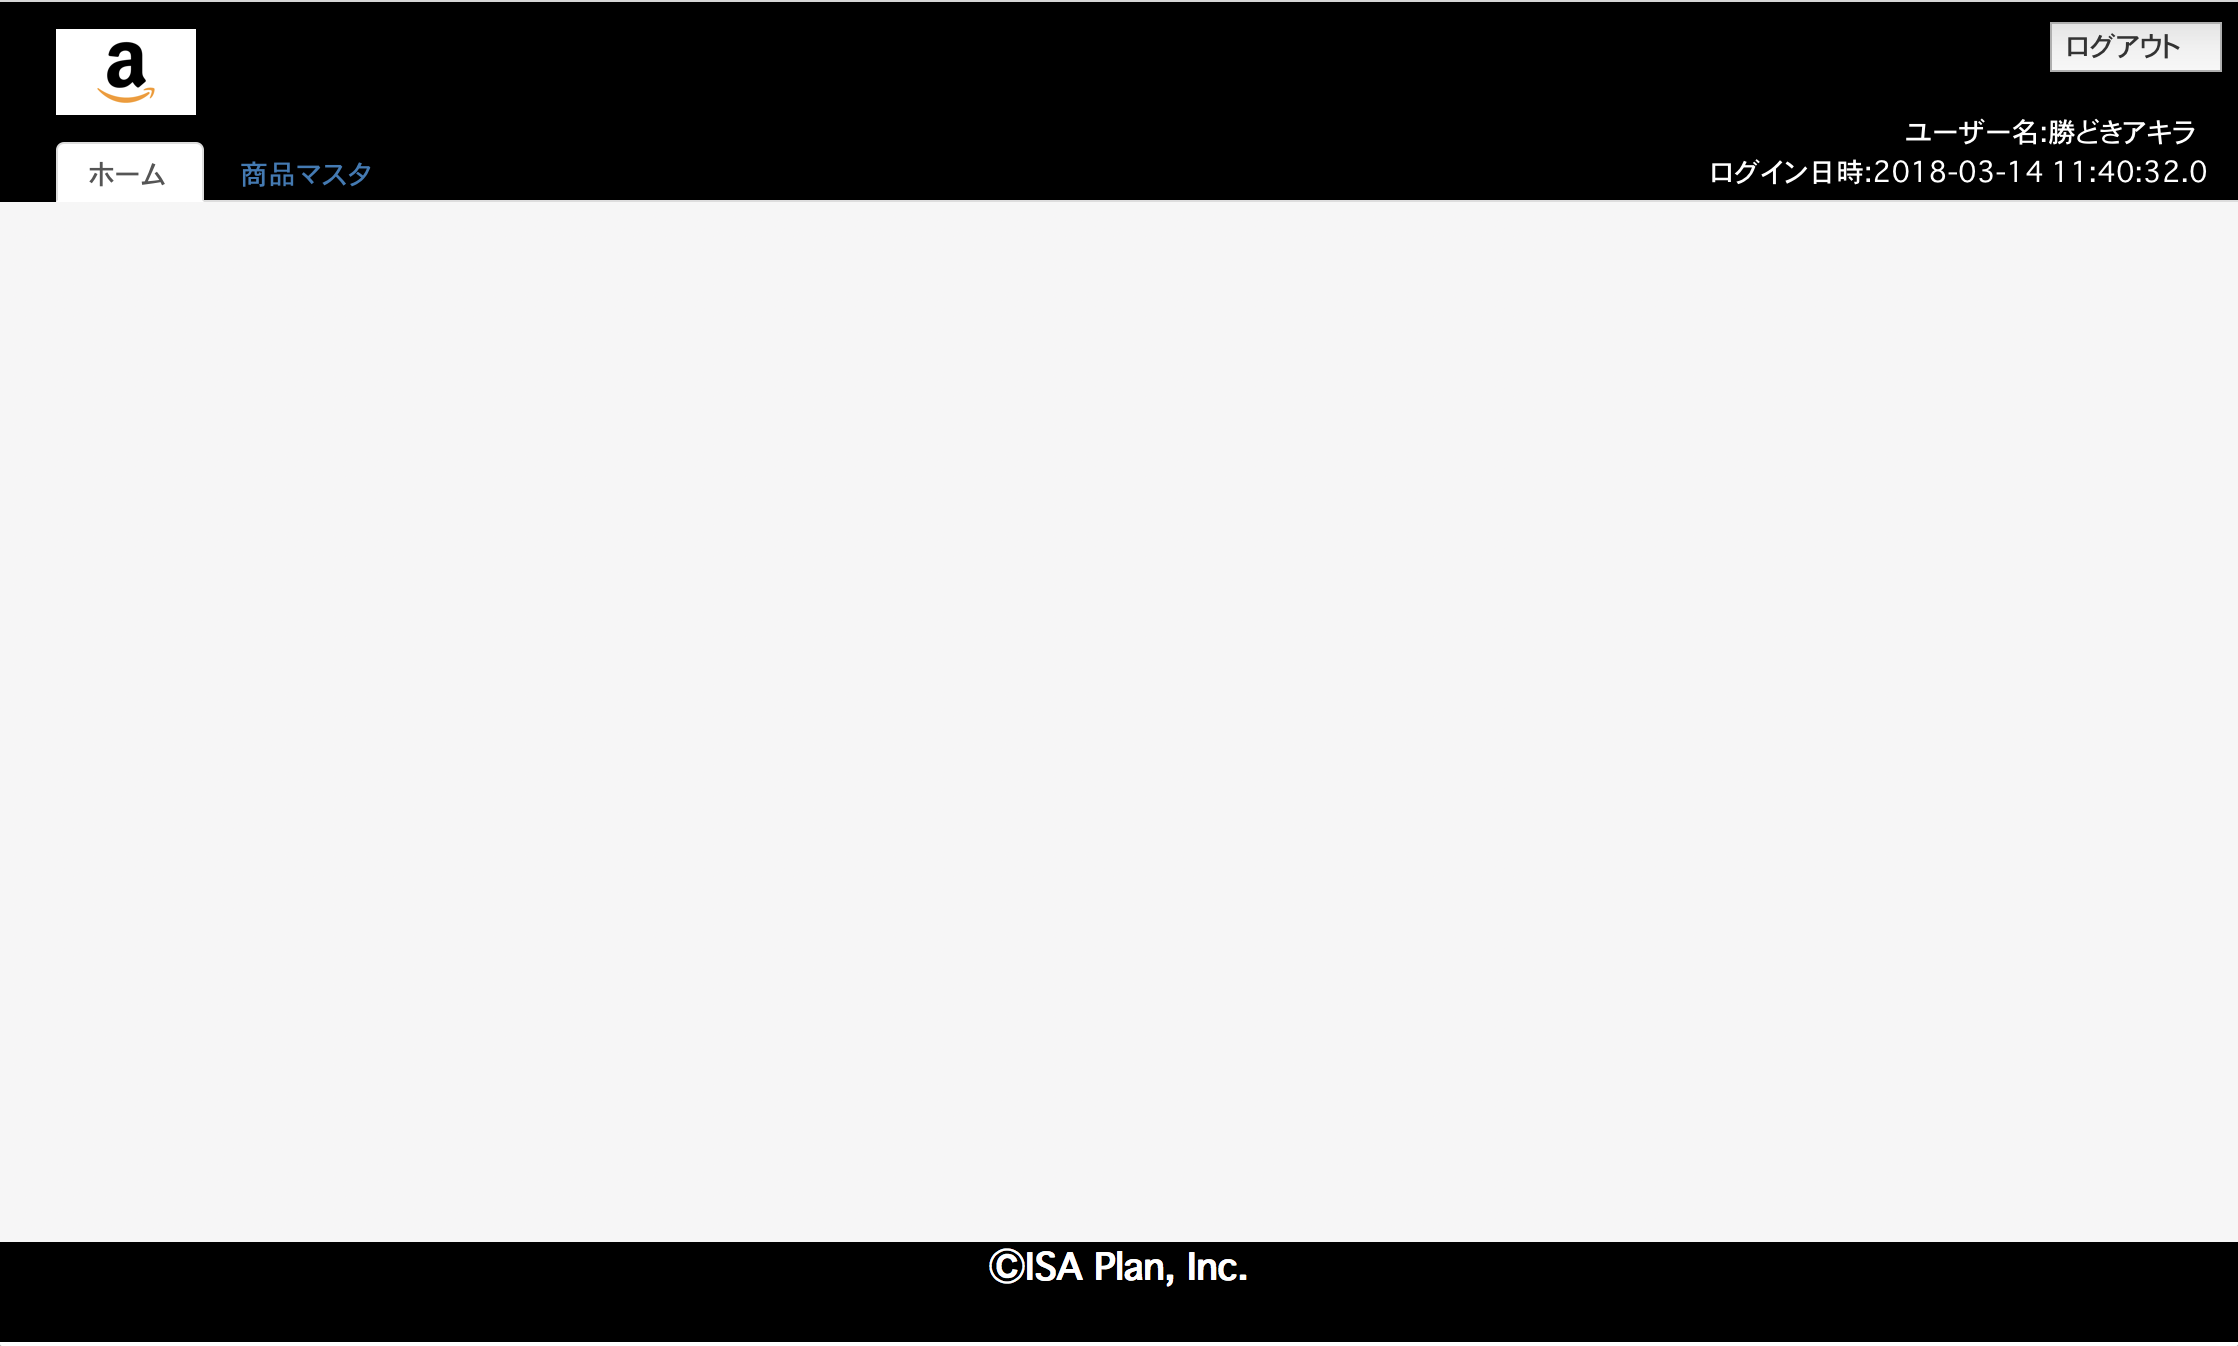 a
ログアウト
ユーザー名:勝どきアキラ
ホーム 商品マスタ
ログイン日時:2018-03-14 11:40:32.0
©ISA Plan, Inc.